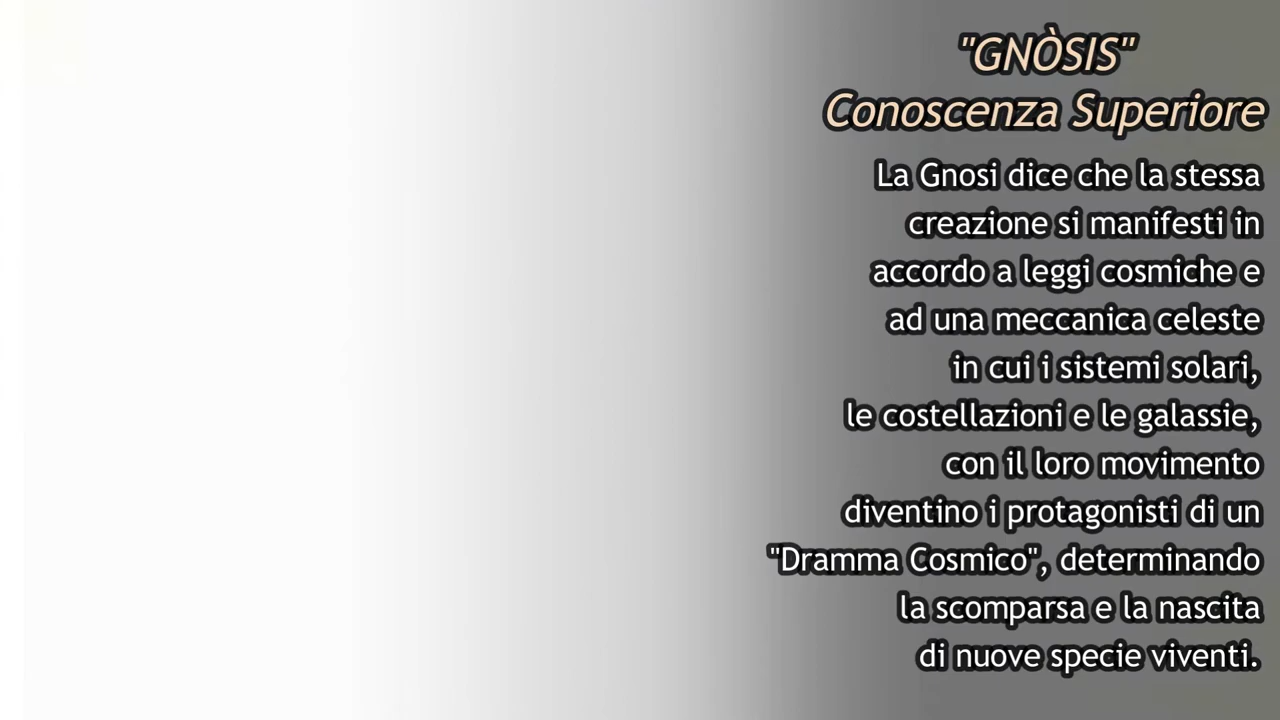 "GNÒSIS"
Conoscenza Superiore
La Gnosi dice che la stessa
creazione si manifesti in
accordo a leggi cosmiche e
ad una meccanica celeste
in cui i sistemi solari,
le costellazioni e le galassie,
con il loro movimento
diventino i protagonisti di un
"Dramma Cosmico", determinando
la scomparsa e la nascita
di nuove specie viventi.